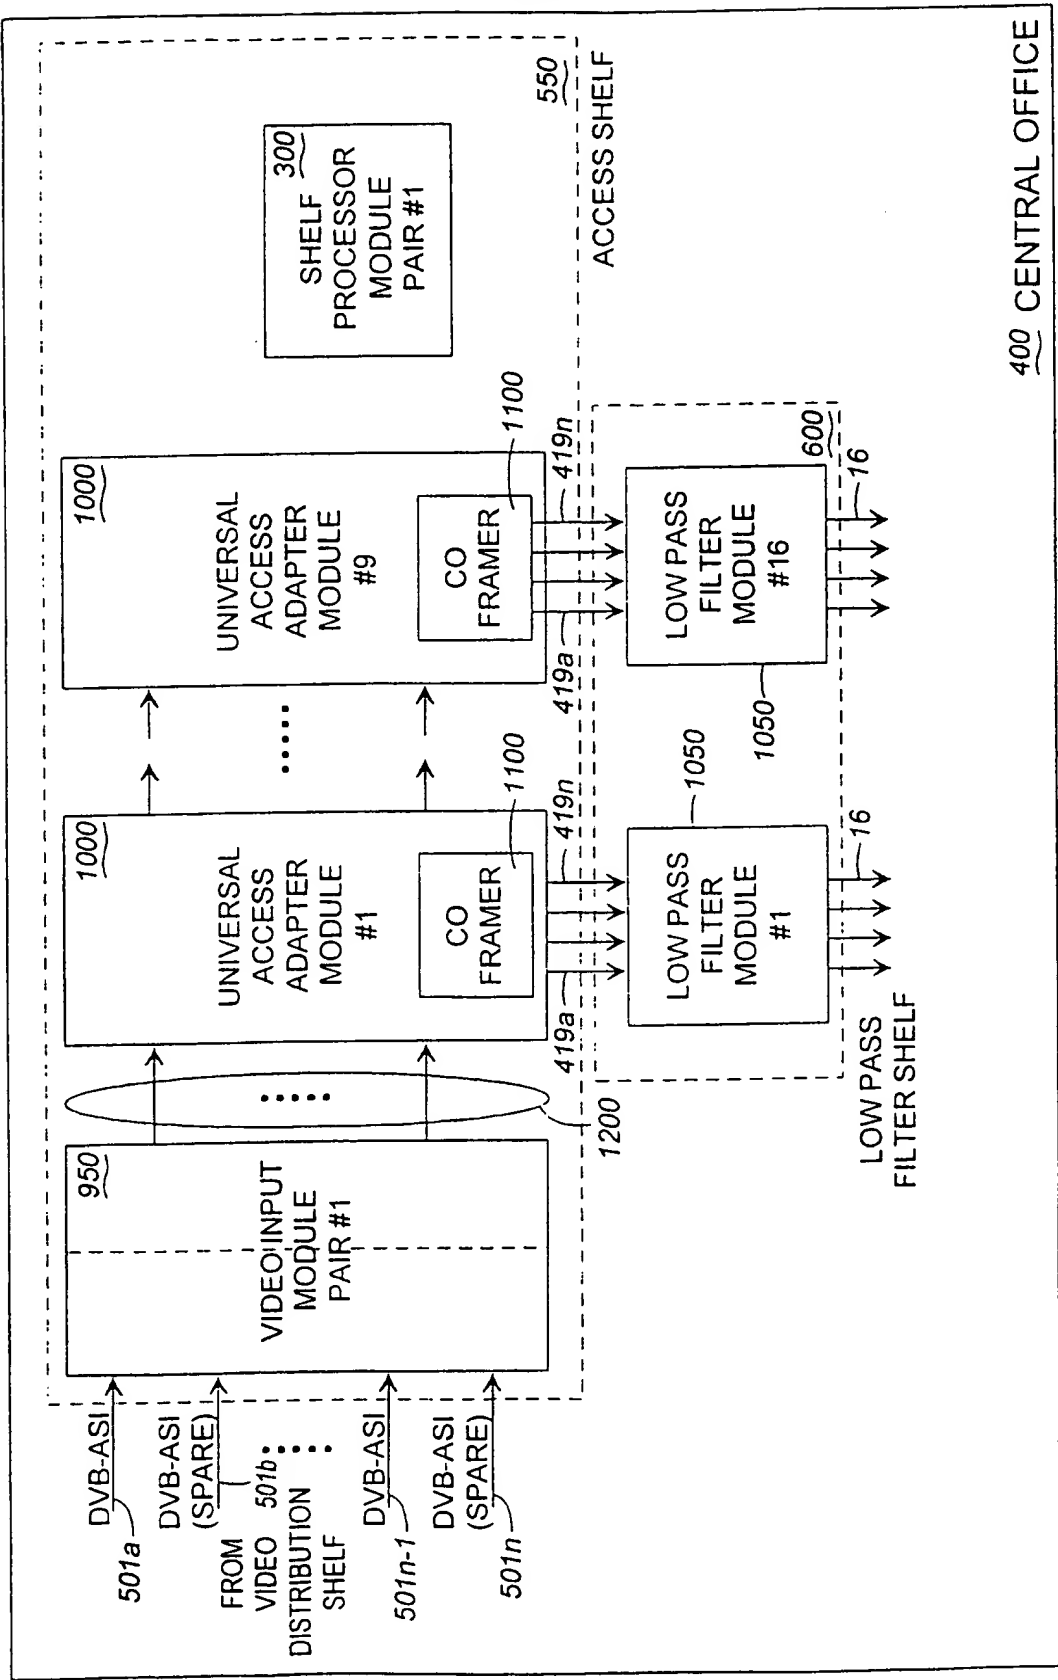 DVB-ASI
501a
DVB-ASI
(SPARE)
501b
FROM
VIDEO
DISTRIBUTION
SHELF
DVB-ASI
501n-1
DVB-ASI
(SPARE)
501n
950
VIDEO INPUT
MODULE
PAIR #1
1200
1000
UNIVERSAL
ACCESS
ADAPTER
MODULE
#1
CO
FRAMER
1100
419a
419n
1000
UNIVERSAL
ACCESS
ADAPTER
MODULE
#9
CO
FRAMER
1100
419a
419n
300
SHELF
PROCESSOR
MODULE
PAIR #1
550
ACCESS SHELF
LOW PASS
FILTER
MODULE
#1
1050
16
LOW PASS
FILTER
MODULE
#16
1050
600
16
LOW PASS
FILTER SHELF
400 CENTRAL OFFICE